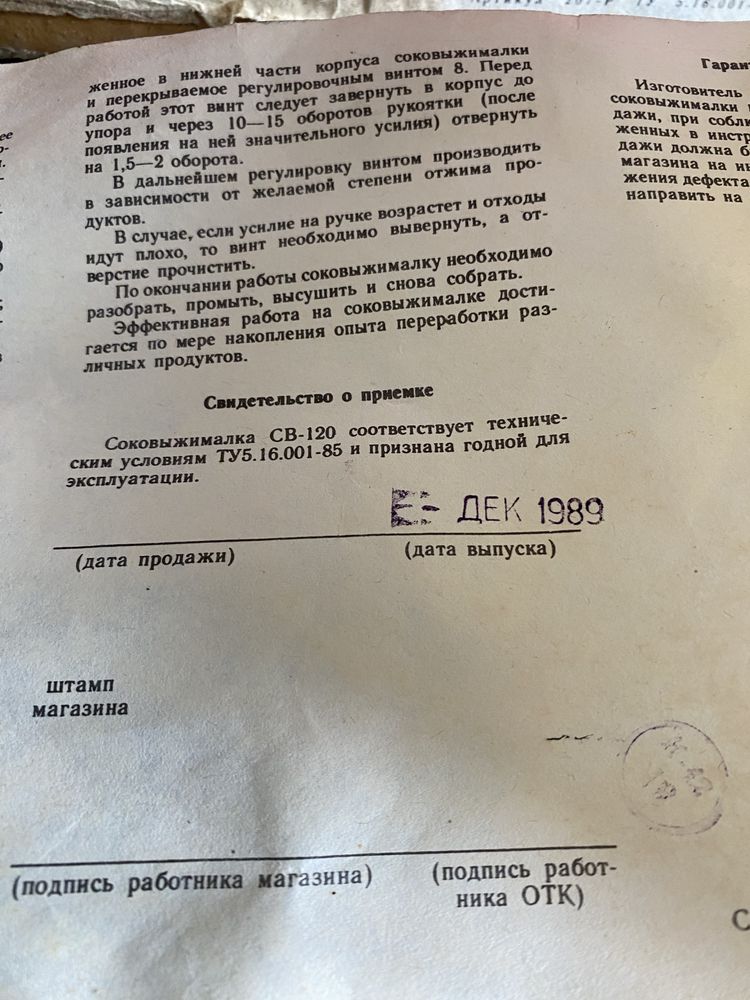 женное в нижней части корпуса соковыжималки
и перекрываемое регулировочным винтом 8. Перед
работой этот винт следует завернуть в корпус до
упора и через 10—15 оборотов рукоятки (после
появления на ней значительного усилия) отвернуть
на 1,5—2 оборота.
В дальнейшем регулировку винтом производить
в зависимости от желаемой степени отжима про-
дуктов.
В случае, если усилие на ручке возрастет и отходы
идут плохо, то винт необходимо вывернуть, а от-
верстие прочистить.
По окончании работы соковыжималку необходимо
разобрать, промыть, высушить и снова собрать.
Эффективная работа на соковыжималке дости-
гается по мере накопления опыта переработки раз-
личных продуктов.
Свидетельство о приемке
Соковыжималка СВ-120 соответствует техниче-
ским условиям ТУ5.16.001-85 и признана годной для
эксплуатации.
ДЕК 1989
(дата продажи) (дата выпуска)
штамп
магазина
(подпись работника магазина) (подпись работ-
ника ОТК)
Гарант
Изготовитель
соковыжималки
дажи, при соблю
женных в инстр
дажи должна б
магазина на ин
жения дефекта
направить на